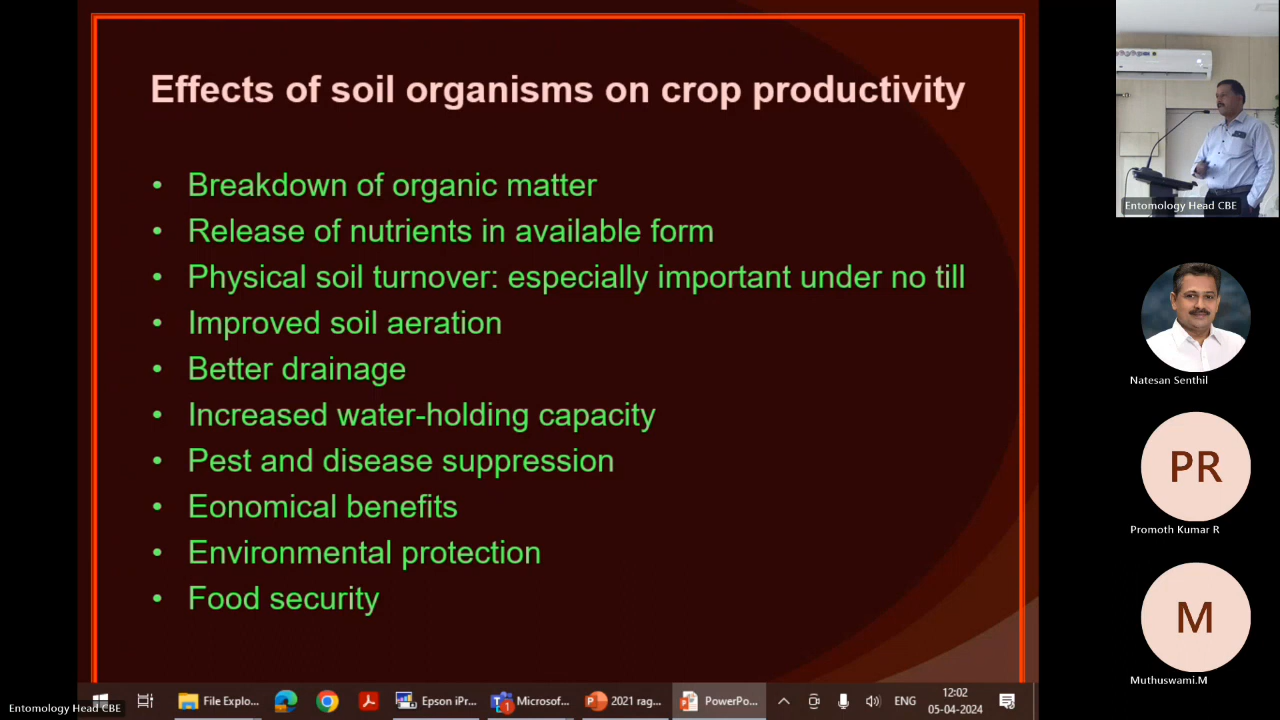 Effects of soil organisms on crop productivity
• Breakdown of organic matter
• Release of nutrients in available form
• Physical soil turnover: especially important under no till
• Improved soil aeration
• Better drainage
• Increased water-holding capacity
• Pest and disease suppression
• Eonomical benefits
• Environmental protection
• Food security
Entomology Head CBE
Natesan Senthil
PR
Promoth Kumar R
M
Muthuswami.M
Entomology Head CBE
File Explo...
Epson iPr...
Microsof...
2021 rag...
PowerPo...
ENG
12:02
05-04-2024